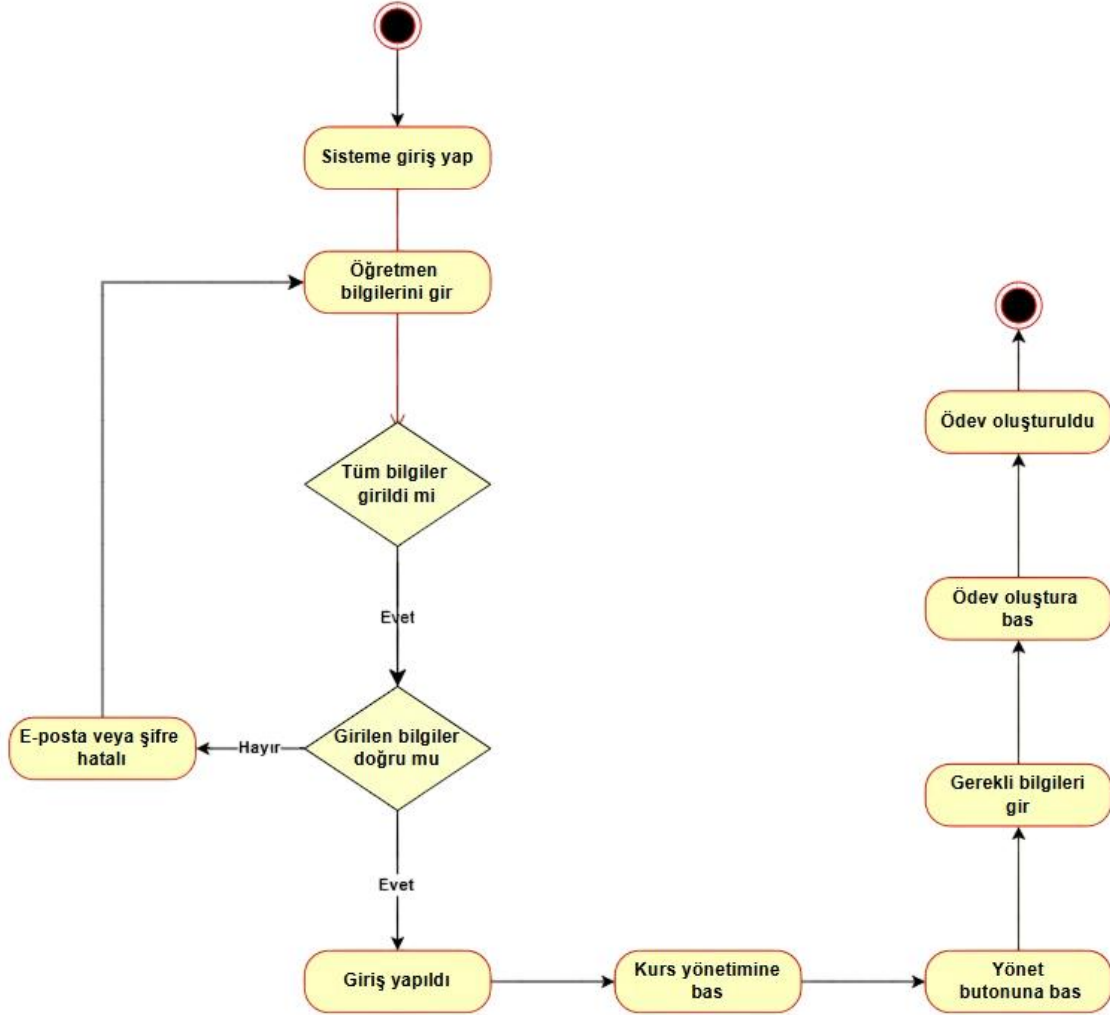 Sisteme giriş yap
Öğretmen
bilgilerini gir
Tüm bilgiler
girildi mi
Evet
Girilen bilgiler
doğru mu
Hayır
E-posta veya şifre
hatalı
Evet
Giriş yapıldı
Kurs yönetimine
bas
Yönet
butonuna bas
Gerekli bilgileri
gir
Ödev oluştura
bas
Ödev oluşturuldu